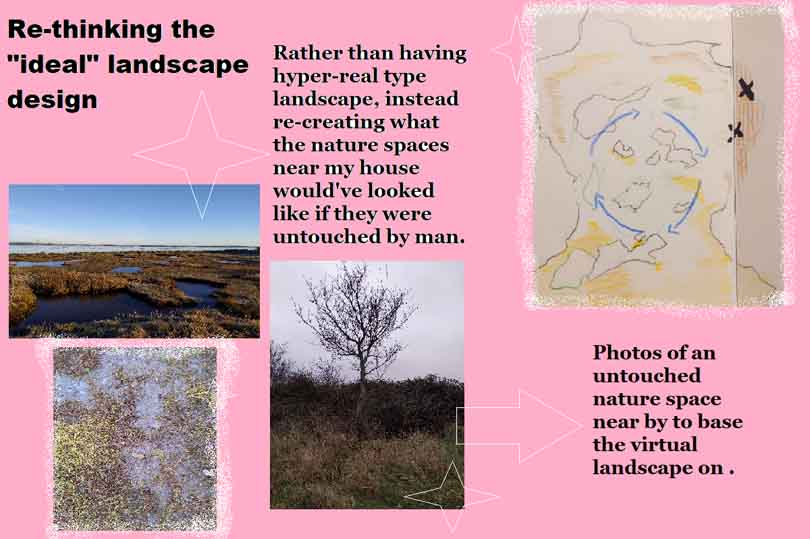 Re-thinking the
"ideal" landscape
design
Rather than having
hyper-real type
landscape, instead
re-creating what
the nature spaces
near my house
would've looked
like if they were
untouched by man.
Photos of an
untouched
nature space
near by to base
the virtual
landscape on .